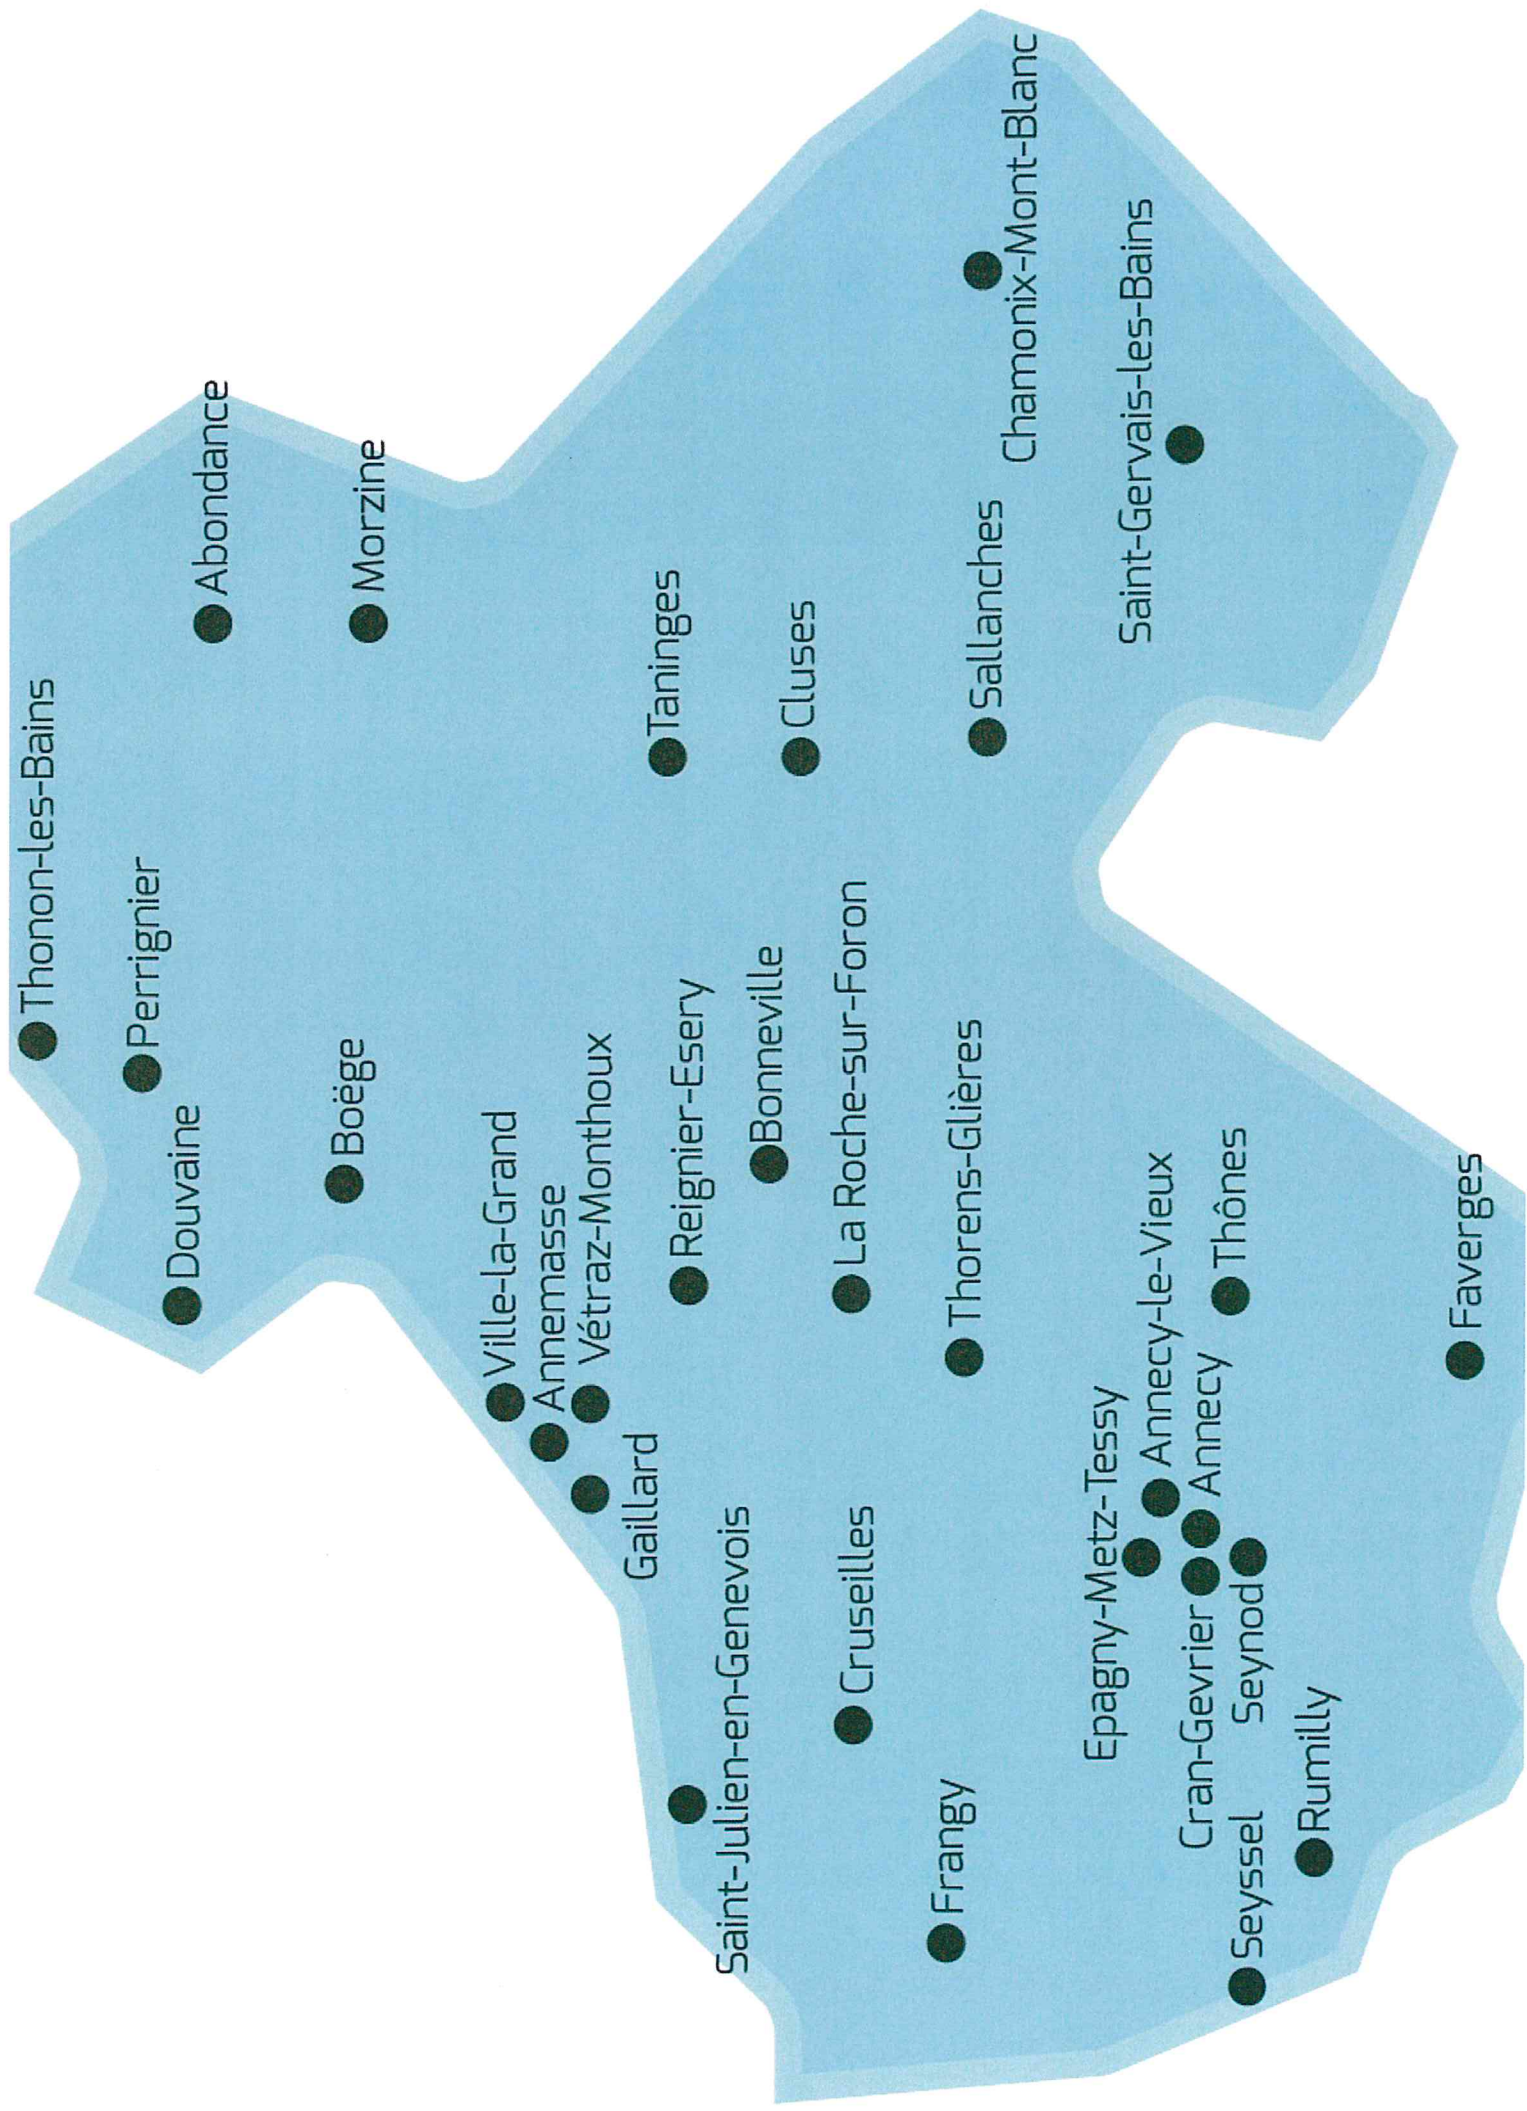 Thonon-les-Bains
Perrignier
Douvaine
Abondance
Boëge
Morzine
Ville-la-Grand
Annemasse
Vétraz-Monthoux
Gaillard
Taninges
Reignier-Esery
Saint-Julien-en-Genevois
Bonneville
Cluses
La Roche-sur-Foron
Cruseilles
Thorens-Glières
Frangy
Sallanches
Chamonix-Mont-Blanc
Epagny-Metz-Tessy
Saint-Gervais-les-Bains
Annecy-le-Vieux
Cran-Gevrier
Annecy
Thônes
Seynod
Seyssel
Rumilly
Faverges